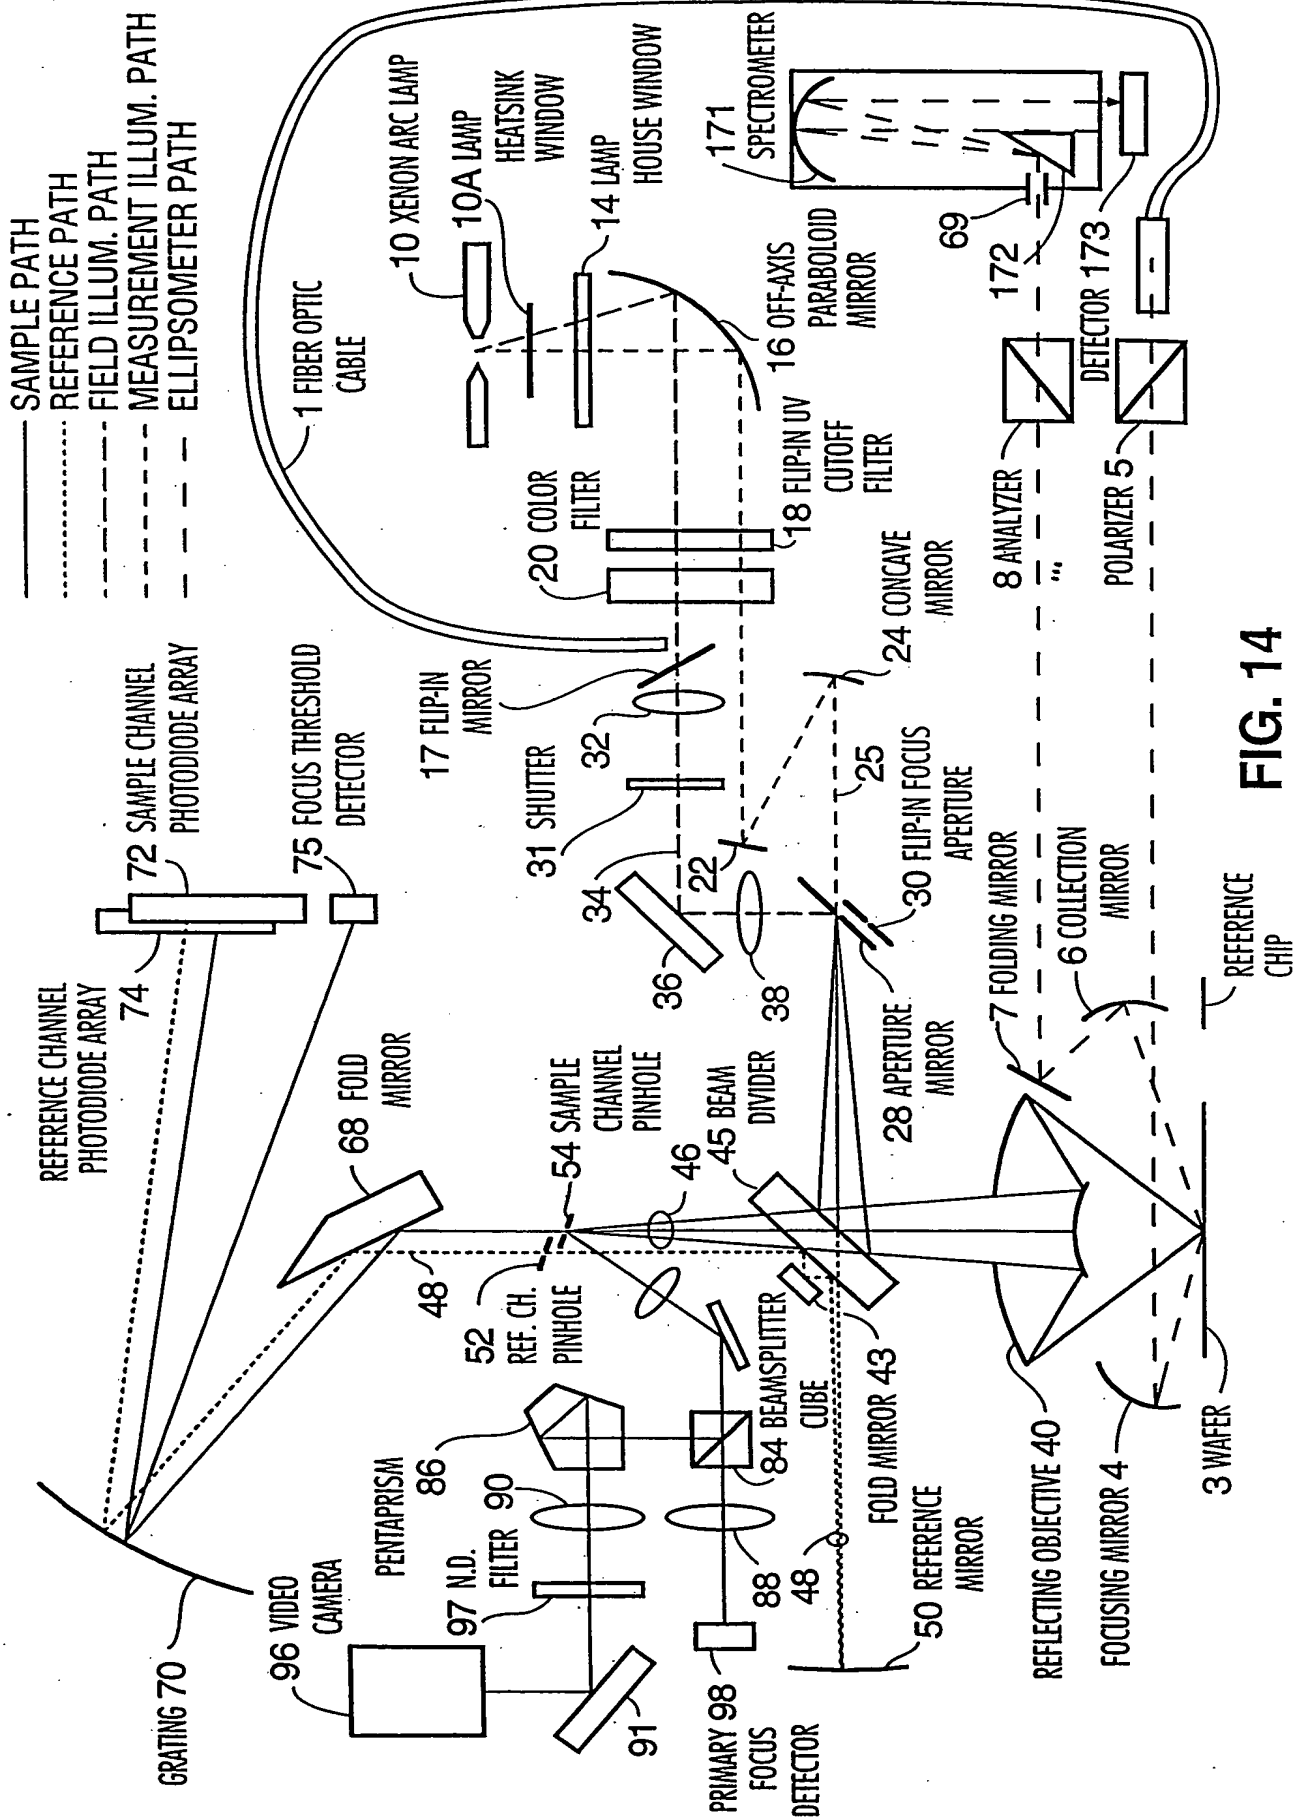 SAMPLE PATH
REFERENCE PATH
FIELD ILLUM. PATH
MEASUREMENT ILLUM. PATH
ELLIPSOMETER PATH
1 FIBER OPTIC
CABLE
10 XENON ARC LAMP
10A LAMP
HEATSINK
WINDOW
14 LAMP
HOUSE WINDOW
16 OFF-AXIS
PARABOLOID
MIRROR
18 FLIP-IN UV
CUTOFF
FILTER
20 COLOR
FILTER
17 FLIP-IN
MIRROR
32
31 SHUTTER
34
36
38
22
24 CONCAVE
MIRROR
25
30 FLIP-IN FOCUS
APERTURE
28 APERTURE
MIRROR
72 SAMPLE CHANNEL
PHOTODIODE ARRAY
75 FOCUS THRESHOLD
DETECTOR
REFERENCE CHANNEL
PHOTODIODE ARRAY
74
68 FOLD
MIRROR
GRATING 70
48
52
REF. CH.
PINHOLE
54 SAMPLE
CHANNEL
PINHOLE
46
45 BEAM
DIVIDER
PENTAPRISM
86
90
97 N.D.
FILTER
96 VIDEO
CAMERA
91
88
84 BEAMSPLITTER
CUBE
PRIMARY 98
FOCUS
DETECTOR
FOLD MIRROR 43
48
50 REFERENCE
MIRROR
REFLECTING OBJECTIVE 40
FOCUSING MIRROR 4
3 WAFER
REFERENCE
CHIP
6 COLLECTION
MIRROR
7 FOLDING MIRROR
8 ANALYZER
POLARIZER 5
DETECTOR 173
172
69
171
SPECTROMETER
FIG. 14